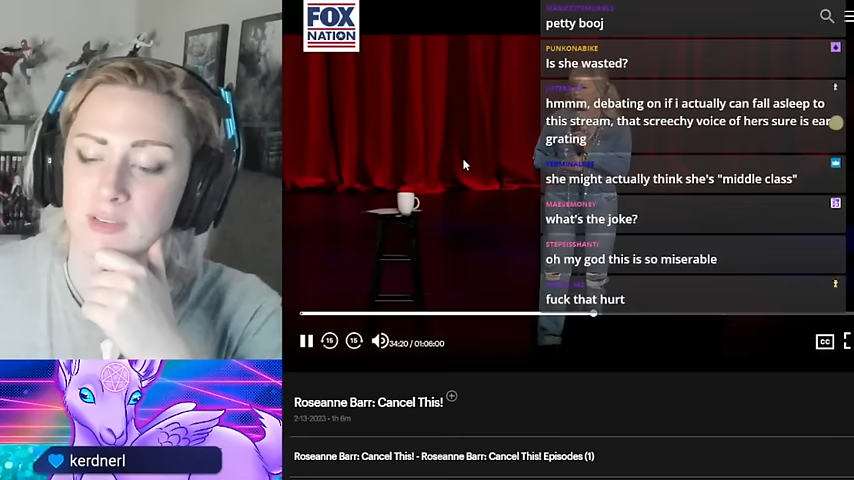 FOX
NATION
petty booj
PUNKONABIKE
Is she wasted?
hmmm, debating on if i actually can fall asleep to
this stream, that screechy voice of hers sure is ear
grating
she might actually think she's "middle class"
what's the joke?
STEPSISSHANTI
oh my god this is so miserable
fuck that hurt
15
15
34:20 / 01:06:00
CC
Roseanne Barr: Cancel This!
2-13-2023 • 1h 6m
Roseanne Barr: Cancel This! - Roseanne Barr: Cancel This! Episodes (1)
kerdnerl